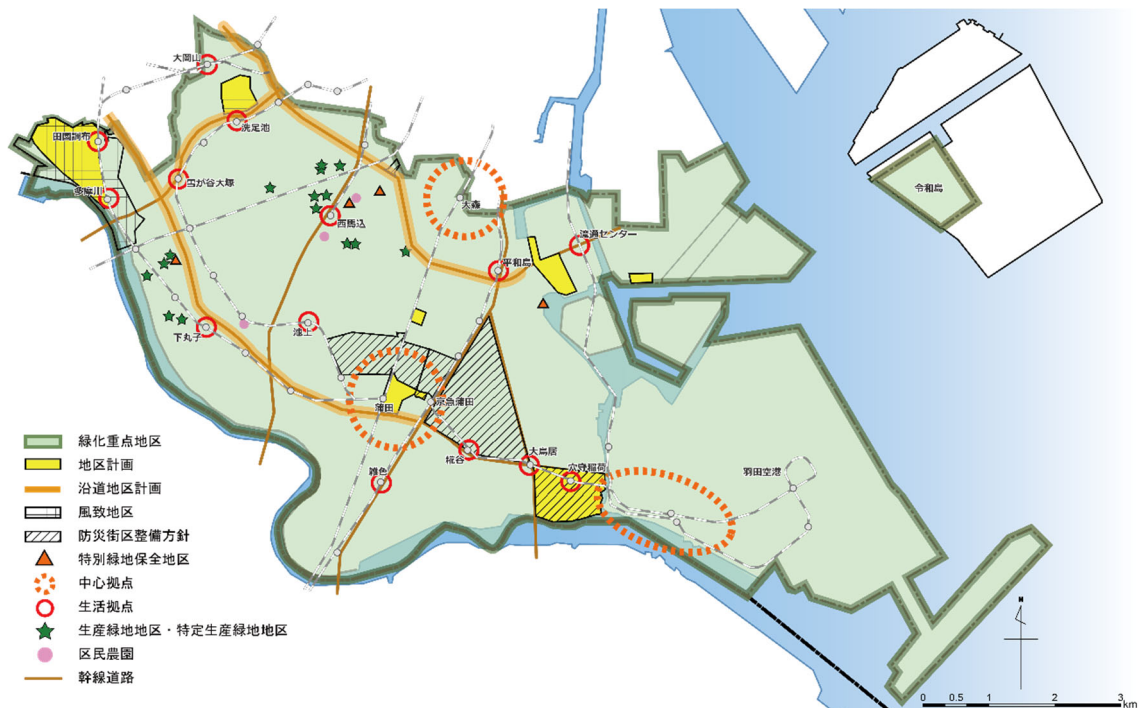 大岡山
田園調布
洗足池
多摩川
雪が谷大塚
西馬込
大森
平和島
流通センター
令和島
下丸子
池上
蒲田
京急蒲田
糀谷
大鳥居
穴守稲荷
雑色
羽田空港
緑化重点地区
地区計画
沿道地区計画
風致地区
防災街区整備方針
特別緑地保全地区
中心拠点
生活拠点
生産緑地地区・特定生産緑地地区
区民農園
幹線道路
N
0 0.5 1 2 3
km